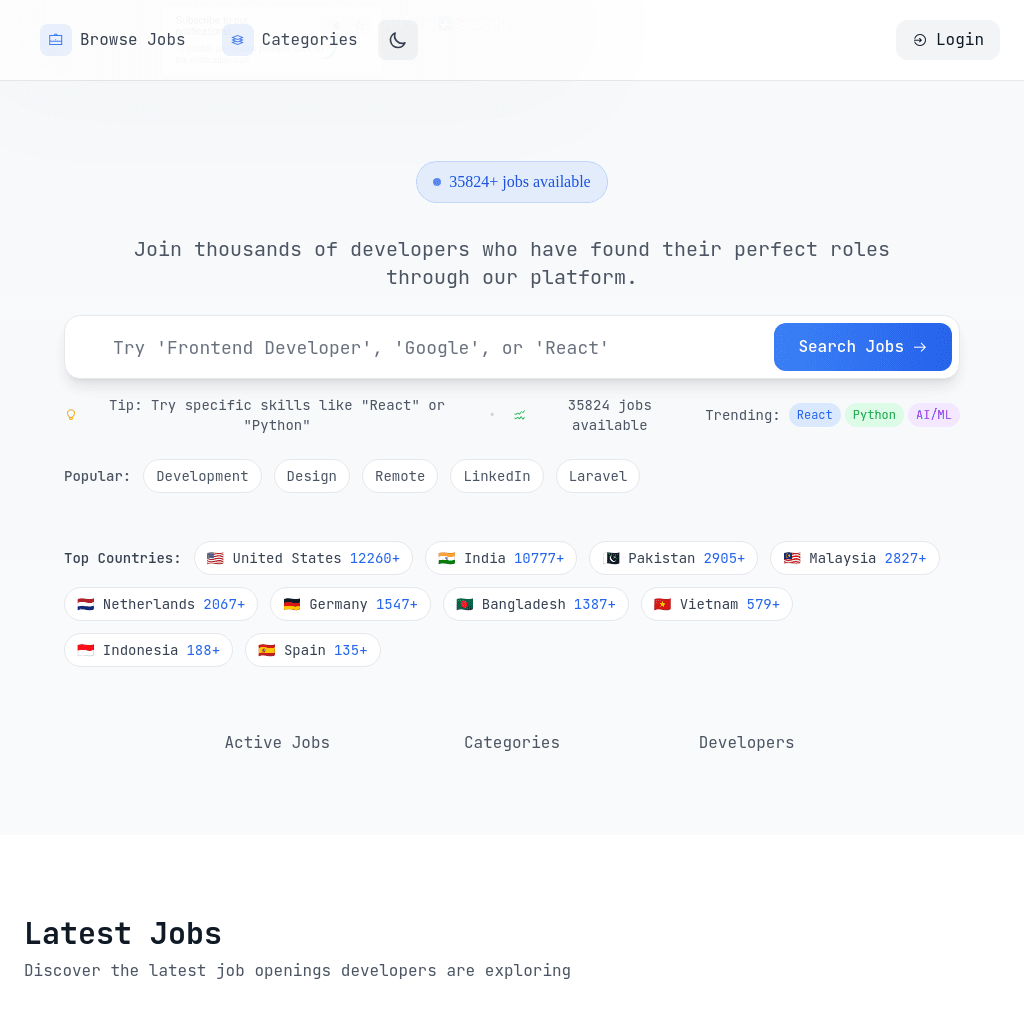 Browse Jobs
Categories
Login
35824+ jobs available
Join thousands of developers who have found their perfect roles
through our platform.
Try 'Frontend Developer', 'Google', or 'React'
Search Jobs →
Tip: Try specific skills like "React" or
"Python"
•
35824 jobs
available
Trending: React Python AI/ML
Popular: Development Design Remote LinkedIn Laravel
Top Countries: United States 12260+ India 10777+ Pakistan 2905+ Malaysia 2827+
Netherlands 2067+ Germany 1547+ Bangladesh 1387+ Vietnam 579+
Indonesia 188+ Spain 135+
Active Jobs
Categories
Developers
Latest Jobs
Discover the latest job openings developers are exploring